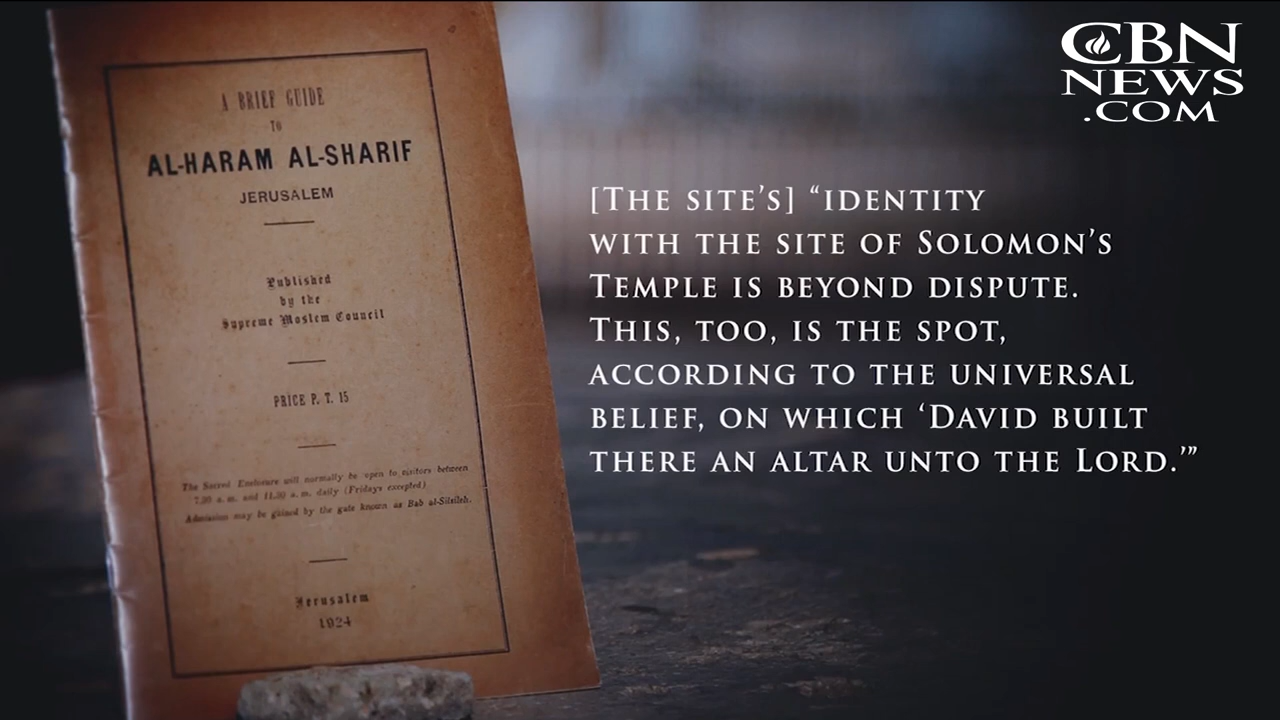 A BRIEF GUIDE
TO
AL-HARAM AL-SHARIF
JERUSALEM
Published
by the
Supreme Moslem Council
PRICE P. T. 15
The Sacred Enclosure will normally be open to visitors between
7.30 a. m. and 11.30 a. m. daily (Fridays excepted)
Admission may be gained by the gate known as Bab al-Silsileh.
Jerusalem
1924
CBN
NEWS
.COM
[THE SITE’S] “IDENTITY
WITH THE SITE OF SOLOMON’S
TEMPLE IS BEYOND DISPUTE.
THIS, TOO, IS THE SPOT,
ACCORDING TO THE UNIVERSAL
BELIEF, ON WHICH ‘DAVID BUILT
THERE AN ALTAR UNTO THE LORD.’”